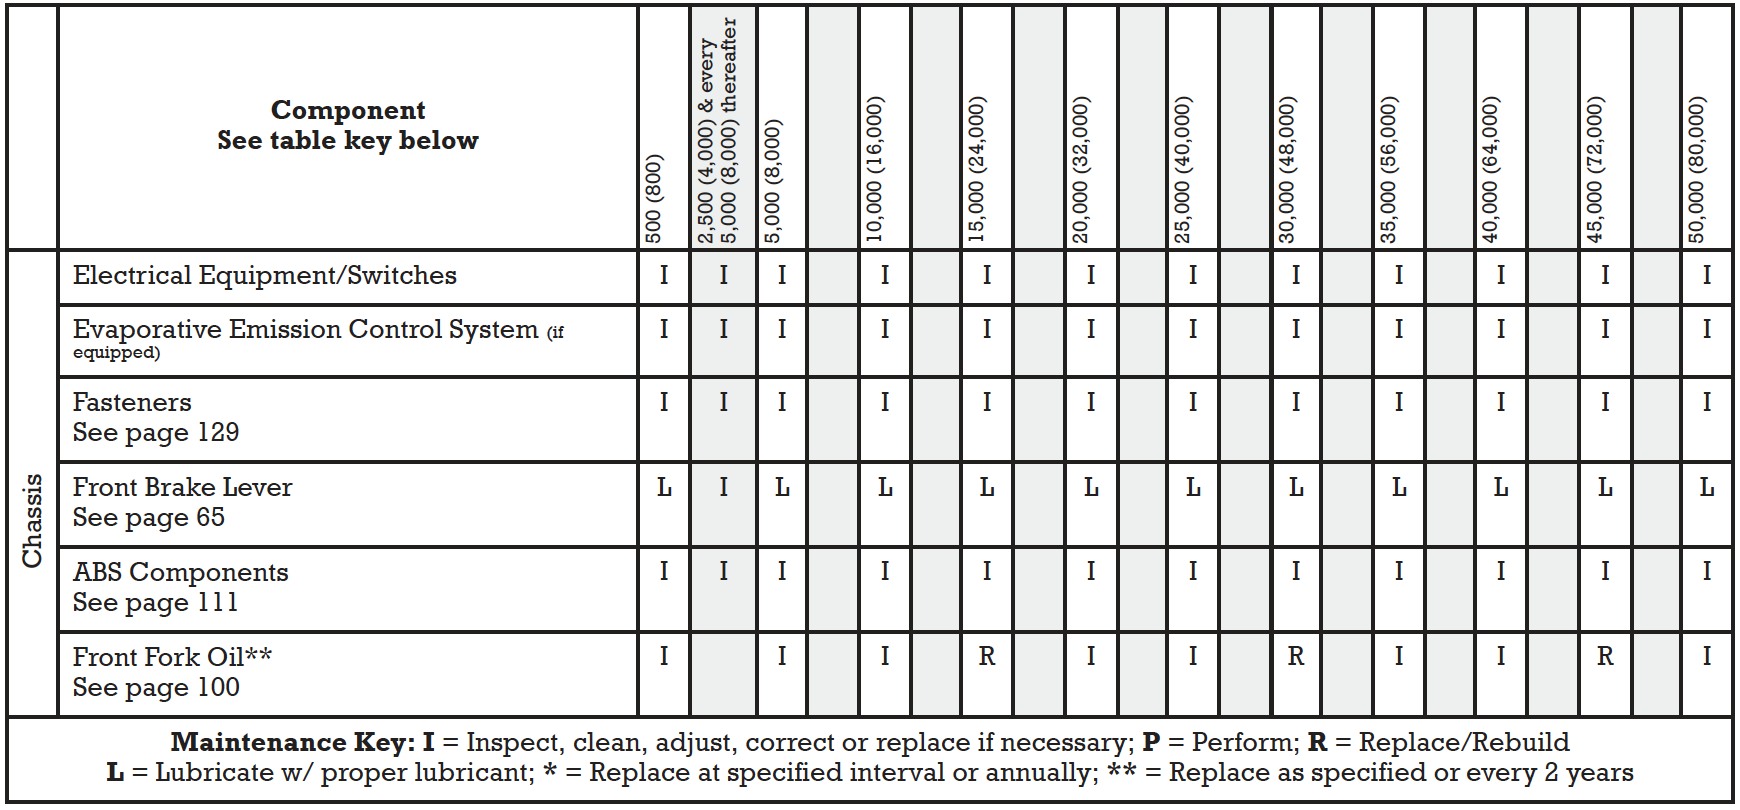 Component
See table key below
500 (800)
2,500 (4,000) & every
5,000 (8,000) thereafter
5,000 (8,000)
10,000 (16,000)
15,000 (24,000)
20,000 (32,000)
25,000 (40,000)
30,000 (48,000)
35,000 (56,000)
40,000 (64,000)
45,000 (72,000)
50,000 (80,000)
Chassis
Electrical Equipment/Switches I I I I I I I I I I I I
Evaporative Emission Control System (if I I I I I I I I I I I I
equipped)
Fasteners I I I I I I I I I I I I
See page 129
Front Brake Lever L I L L L L L L L L L L
See page 65
ABS Components I I I I I I I I I I I I
See page 111
Front Fork Oil** I I I R I I R I I R I
See page 100
Maintenance Key: I = Inspect, clean, adjust, correct or replace if necessary; P = Perform; R = Replace/Rebuild
L = Lubricate w/ proper lubricant; * = Replace at specified interval or annually; ** = Replace as specified or every 2 years